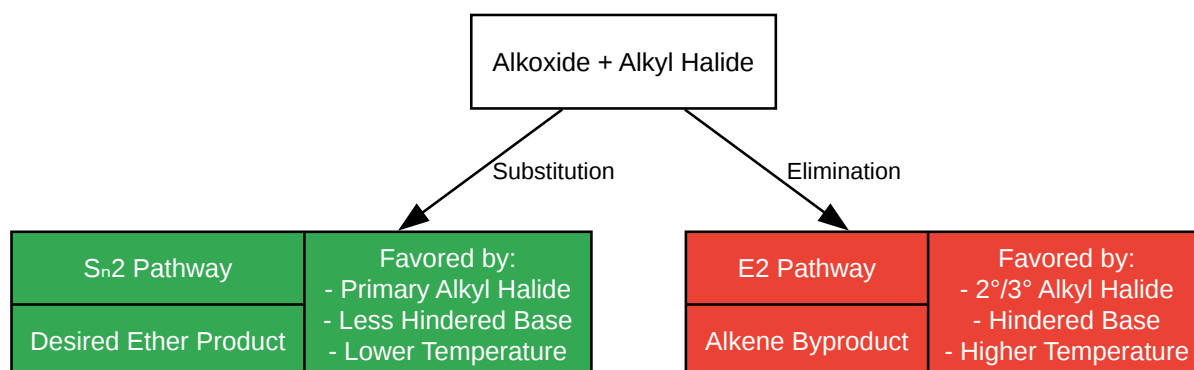 Alkoxide + Alkyl Halide
Substitution
Elimination
Sₙ2 Pathway
Desired Ether Product
Favored by:
- Primary Alkyl Halide
- Less Hindered Base
- Lower Temperature
E2 Pathway
Alkene Byproduct
Favored by:
- 2°/3° Alkyl Halide
- Hindered Base
- Higher Temperature